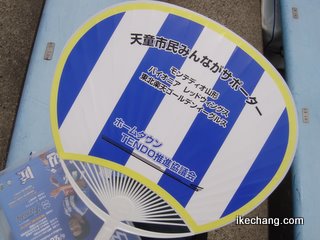 天童市民みんながサポーター
モンテディオ山形
パイオニア レッドウィングス
東北楽天ゴールデンイーグルス
ホームタウン
TENDO推進協議会
ikechang.com